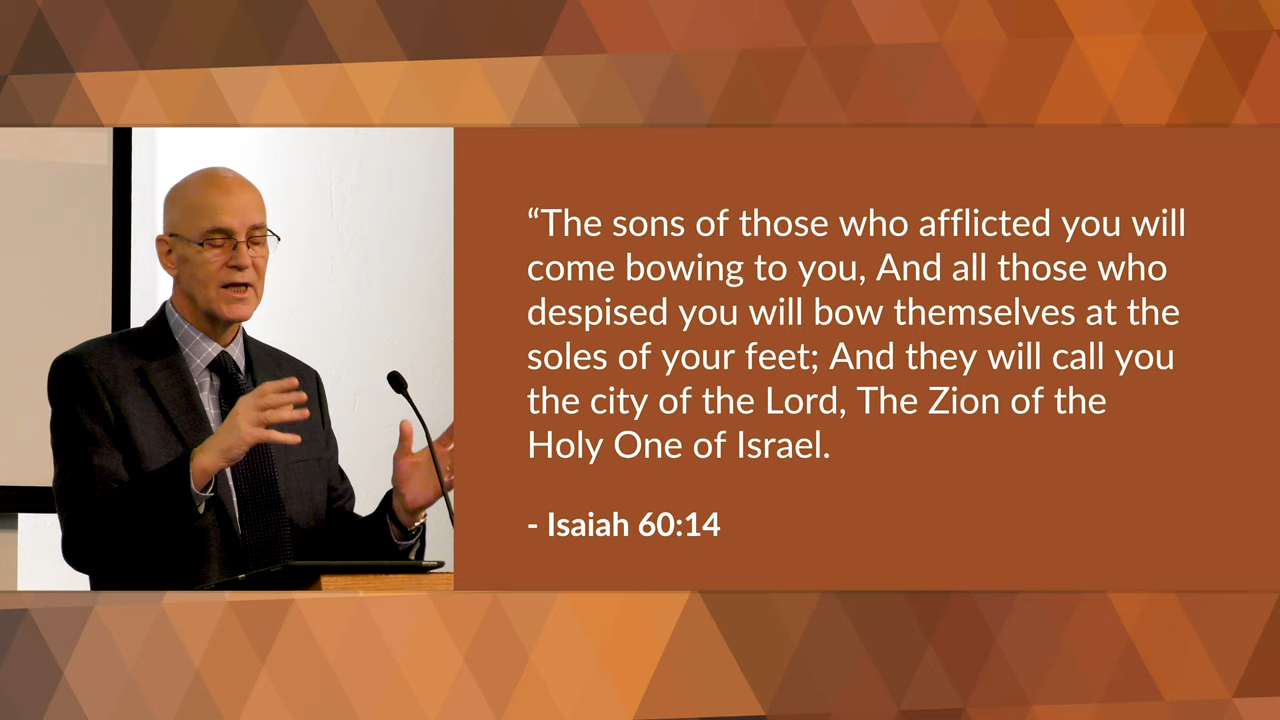 “The sons of those who afflicted you will
come bowing to you, And all those who
despised you will bow themselves at the
soles of your feet; And they will call you
the city of the Lord, The Zion of the
Holy One of Israel.
- Isaiah 60:14